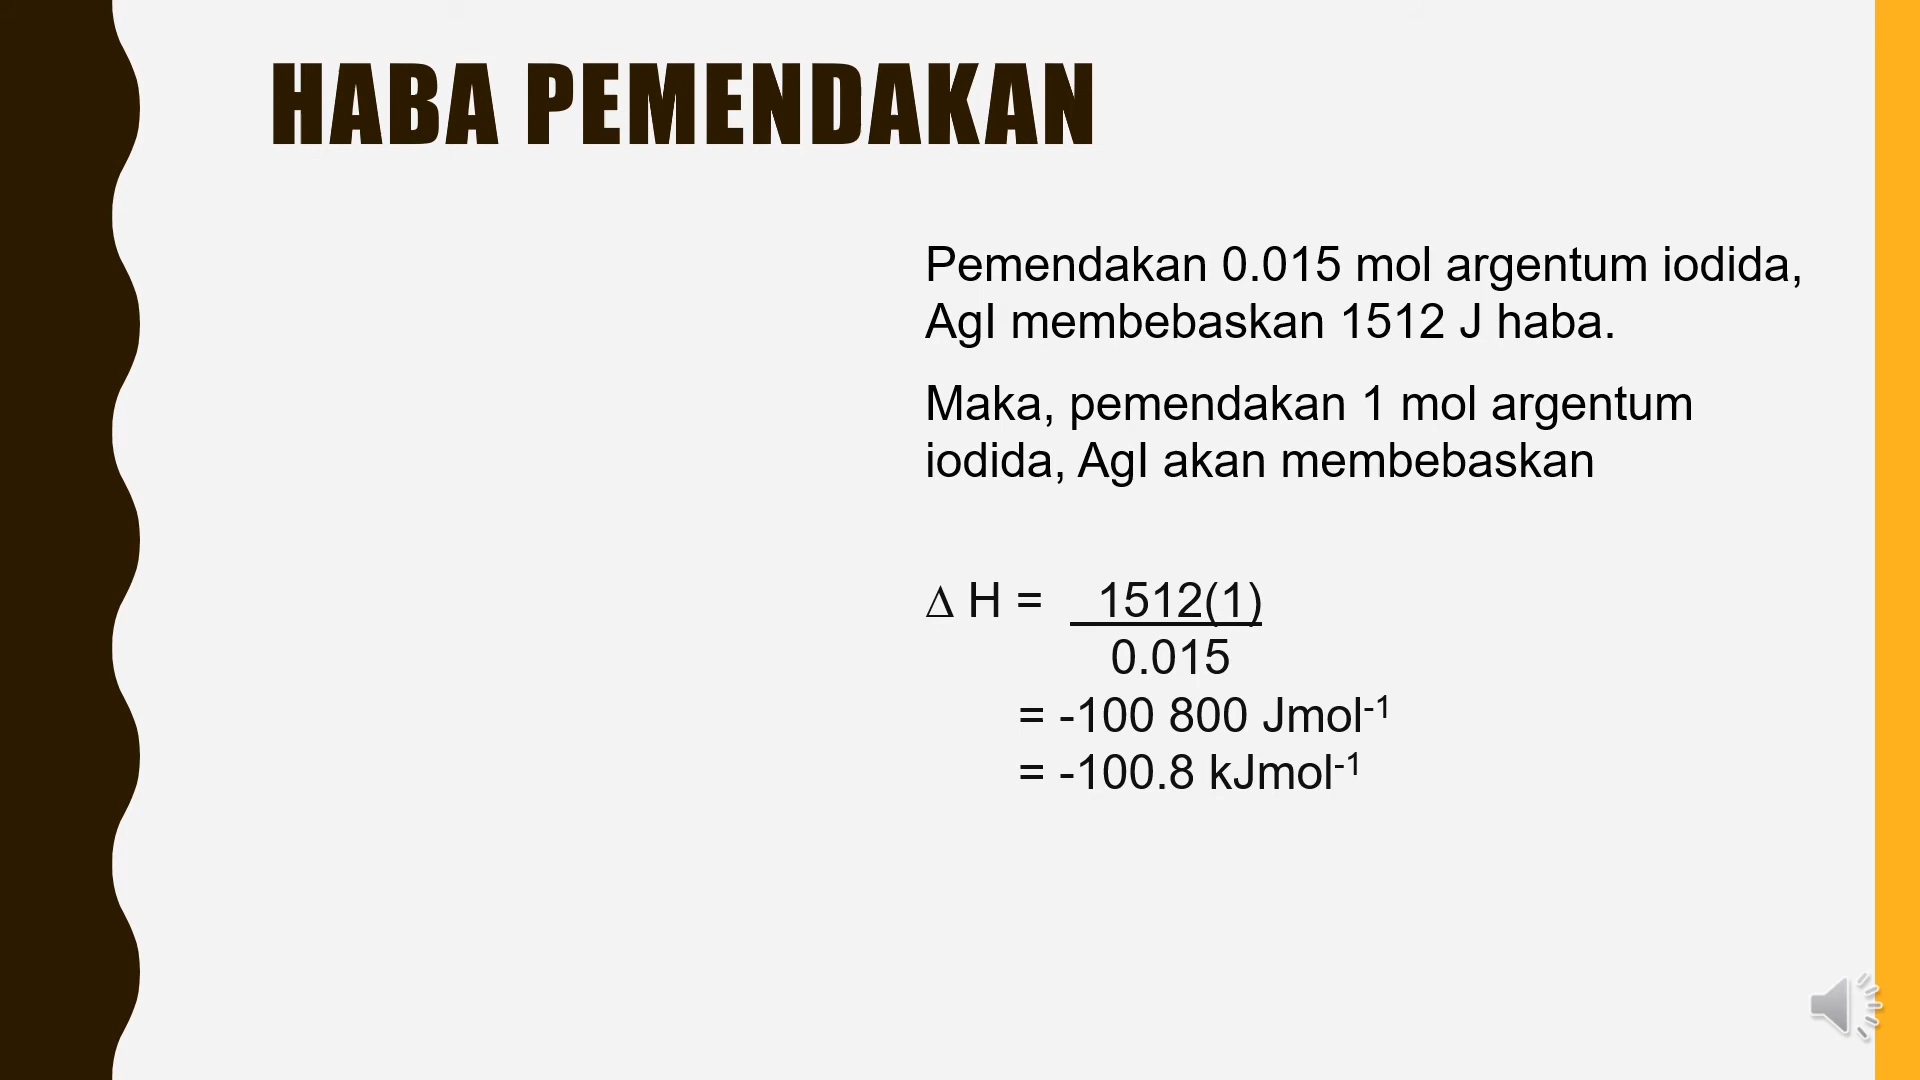 HABA PEMENDAKAN
Pemendakan 0.015 mol argentum iodida,
AgI membebaskan 1512 J haba.
Maka, pemendakan 1 mol argentum
iodida, AgI akan membebaskan
∆ H = 1512(1)
0.015
= -100 800 Jmol⁻¹
= -100.8 kJmol⁻¹